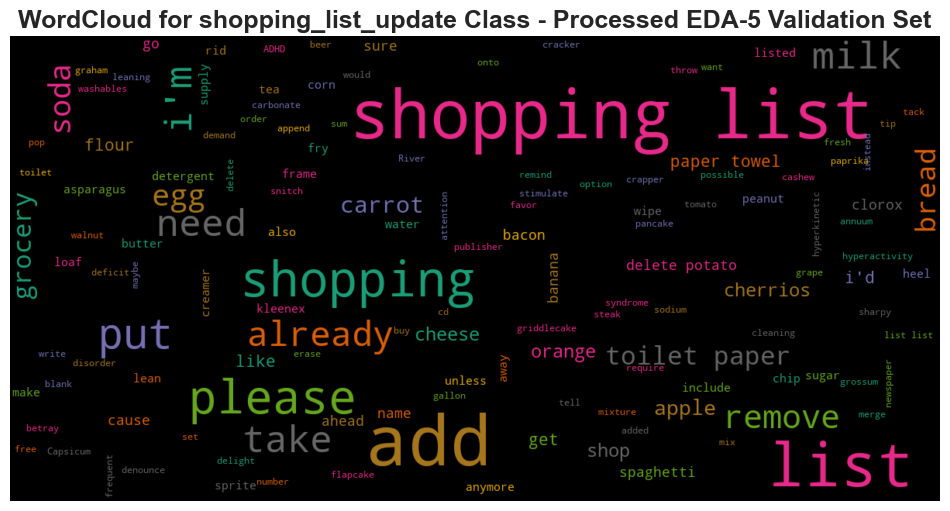 WordCloud for shopping_list_update Class - Processed EDA-5 Validation Set
go
rid
ADHD
beer
sure
cracker
listed
milk
graham
leaning
washables
soda
i'm
supply
tea
corn
would
onto
throw
want
carbonate
order
append
sum
shopping list
tack
tip
pop
flour
demand
fry
River
paper towel
fresh
paprika
instead
bread
toilet
asparagus
detergent
delete
frame
snitch
remind
stimulate
option
crapper
possible
cashew
egg
need
carrot
attention
favor
pancake
wipe
tomato
peanut
hyperkinetic
clorox
annuum
grocery
walnut
butter
also
water
publisher
bacon
hyperactivity
loaf
deficit
maybe
creamer
shopping
banana
delete potato
grape
i'd
heel
kleenex
cd
syndrome
steak
sodium
cherrios
sharpy
put
already
buy
cheese
griddlecake
cleaning
list list
write
disorder
like
erase
orange
toilet paper
require
make
blank
lean
please
unless
gallon
away
include
chip
sugar
grossum
newspaper
betray
cause
ahead
name
add
tell
mixture
apple
remove
merge
free
Capsicum
set
take
get
shop
added
mix
frequent
denounce
delight
sprite
number
flapcake
anymore
spaghetti
list